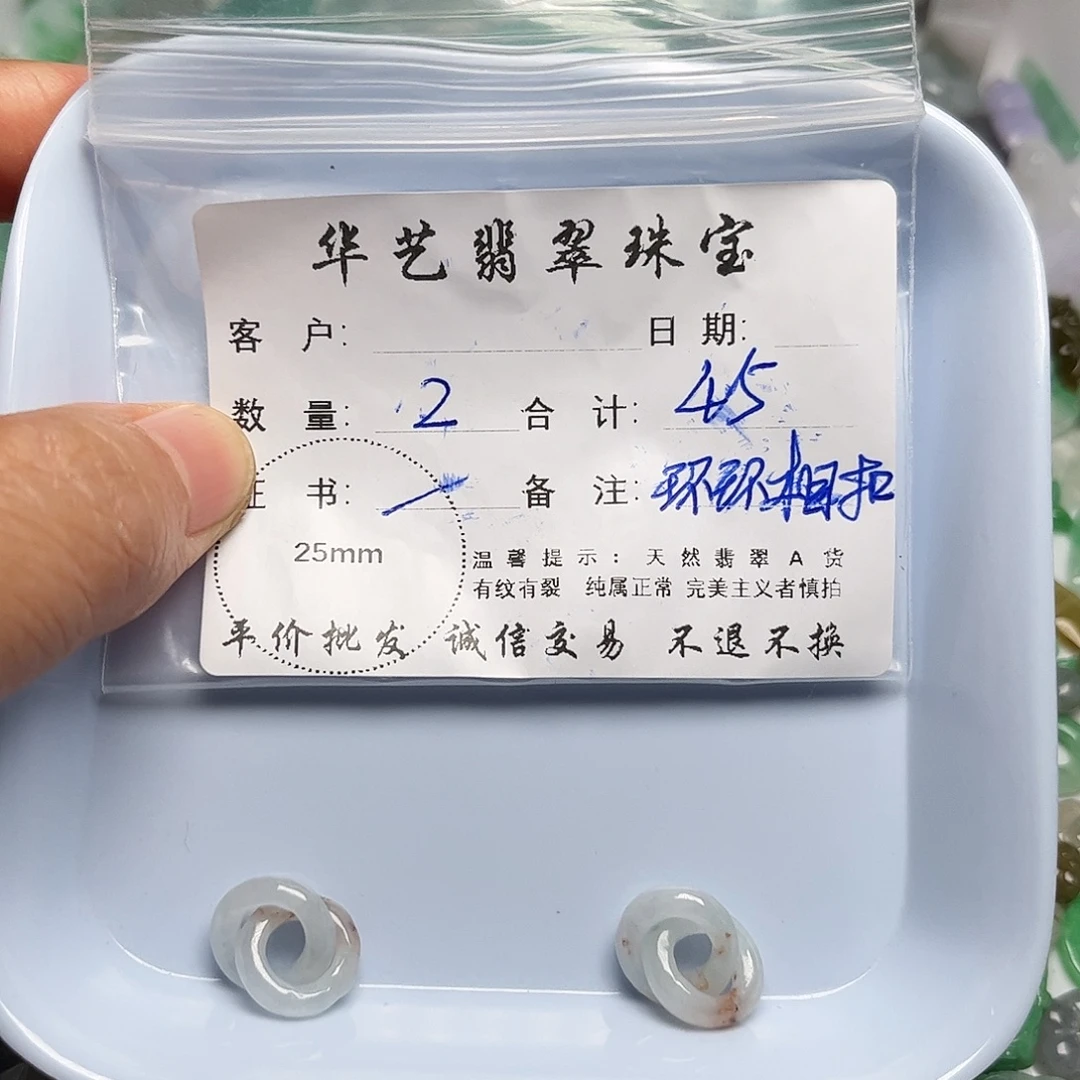 华艺翡翠珠宝
客 户: 日 期:
数 量: 2 合 计: 45
证 书: 一 备 注: 环环相扣
25mm
温馨提示: 天然翡翠A货
有纹有裂 纯属正常 完美主义者慎拍
平价批发 诚信交易 不退不换